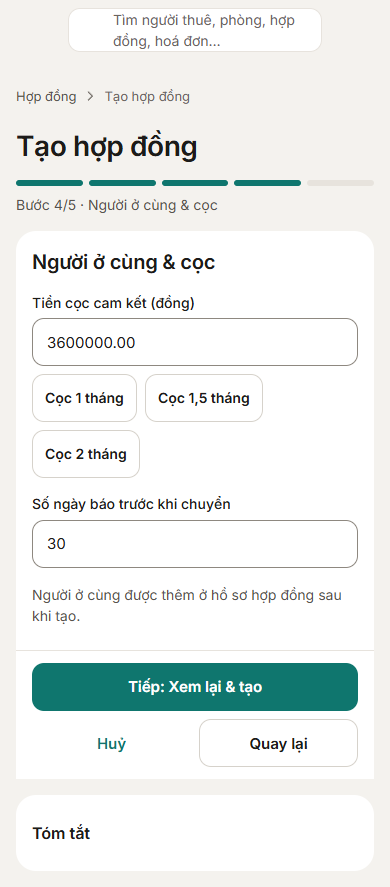 Tìm người thuê, phòng, hợp
đồng, hoá đơn...
Hợp đồng > Tạo hợp đồng
Tạo hợp đồng
Bước 4/5 · Người ở cùng & cọc
Người ở cùng & cọc
Tiền cọc cam kết (đồng)
3600000.00
Cọc 1 tháng
Cọc 1,5 tháng
Cọc 2 tháng
Số ngày báo trước khi chuyển
30
Người ở cùng được thêm ở hồ sơ hợp đồng sau
khi tạo.
Tiếp: Xem lại & tạo
Huỷ
Quay lại
Tóm tắt